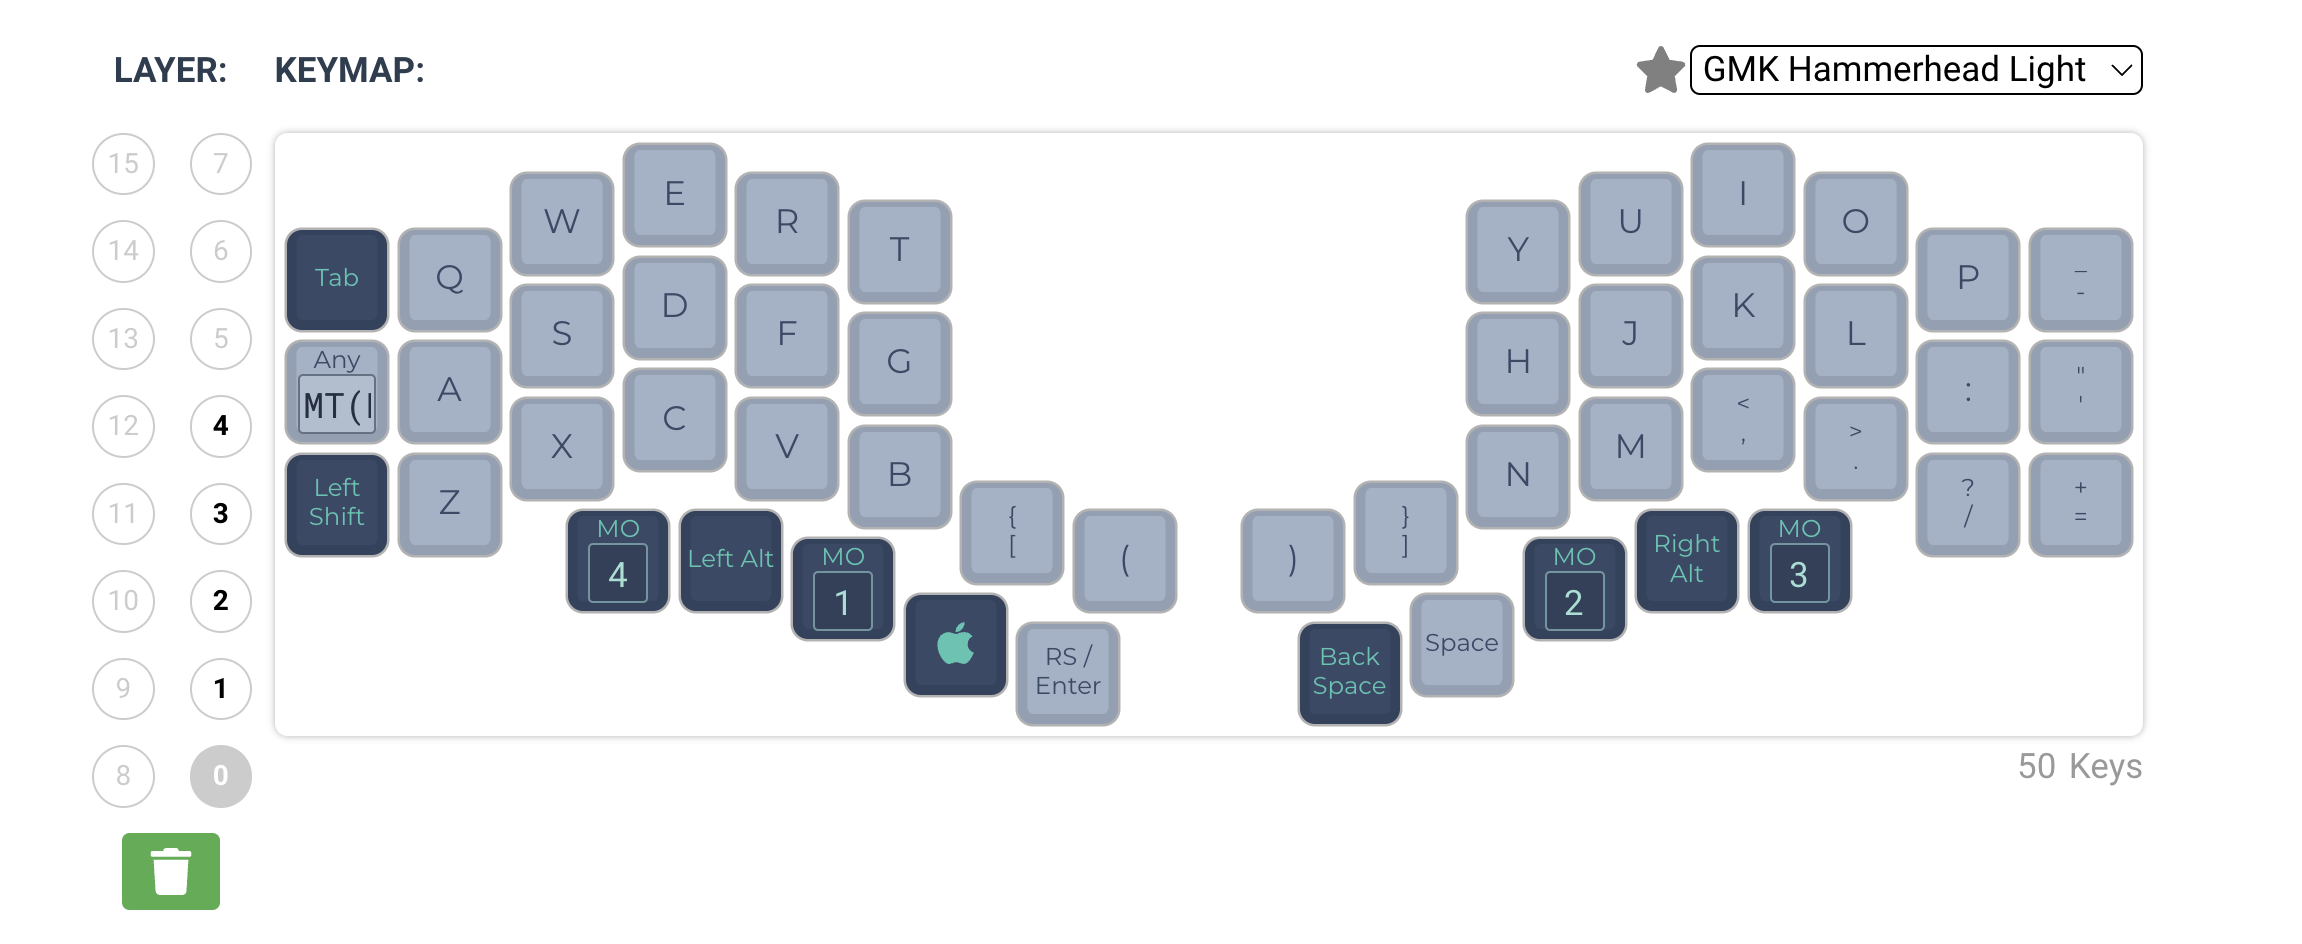 LAYER: KEYMAP: GMK Hammerhead Light
15 7
14 6
13 5
12 4
11 3
10 2
9 1
8 0
Tab Q W E R T
Any
MT( A S D F G
Left
Shift Z X C V B
MO
4
Left Alt
MO
1
{
[
(
RS /
Enter
Y U I O P
_
-
H J K L
:
"
'
N M
<
,
>
.
?
/
+
=
)
}
]
Back
Space
Space
MO
2
Right
Alt
MO
3
50 Keys